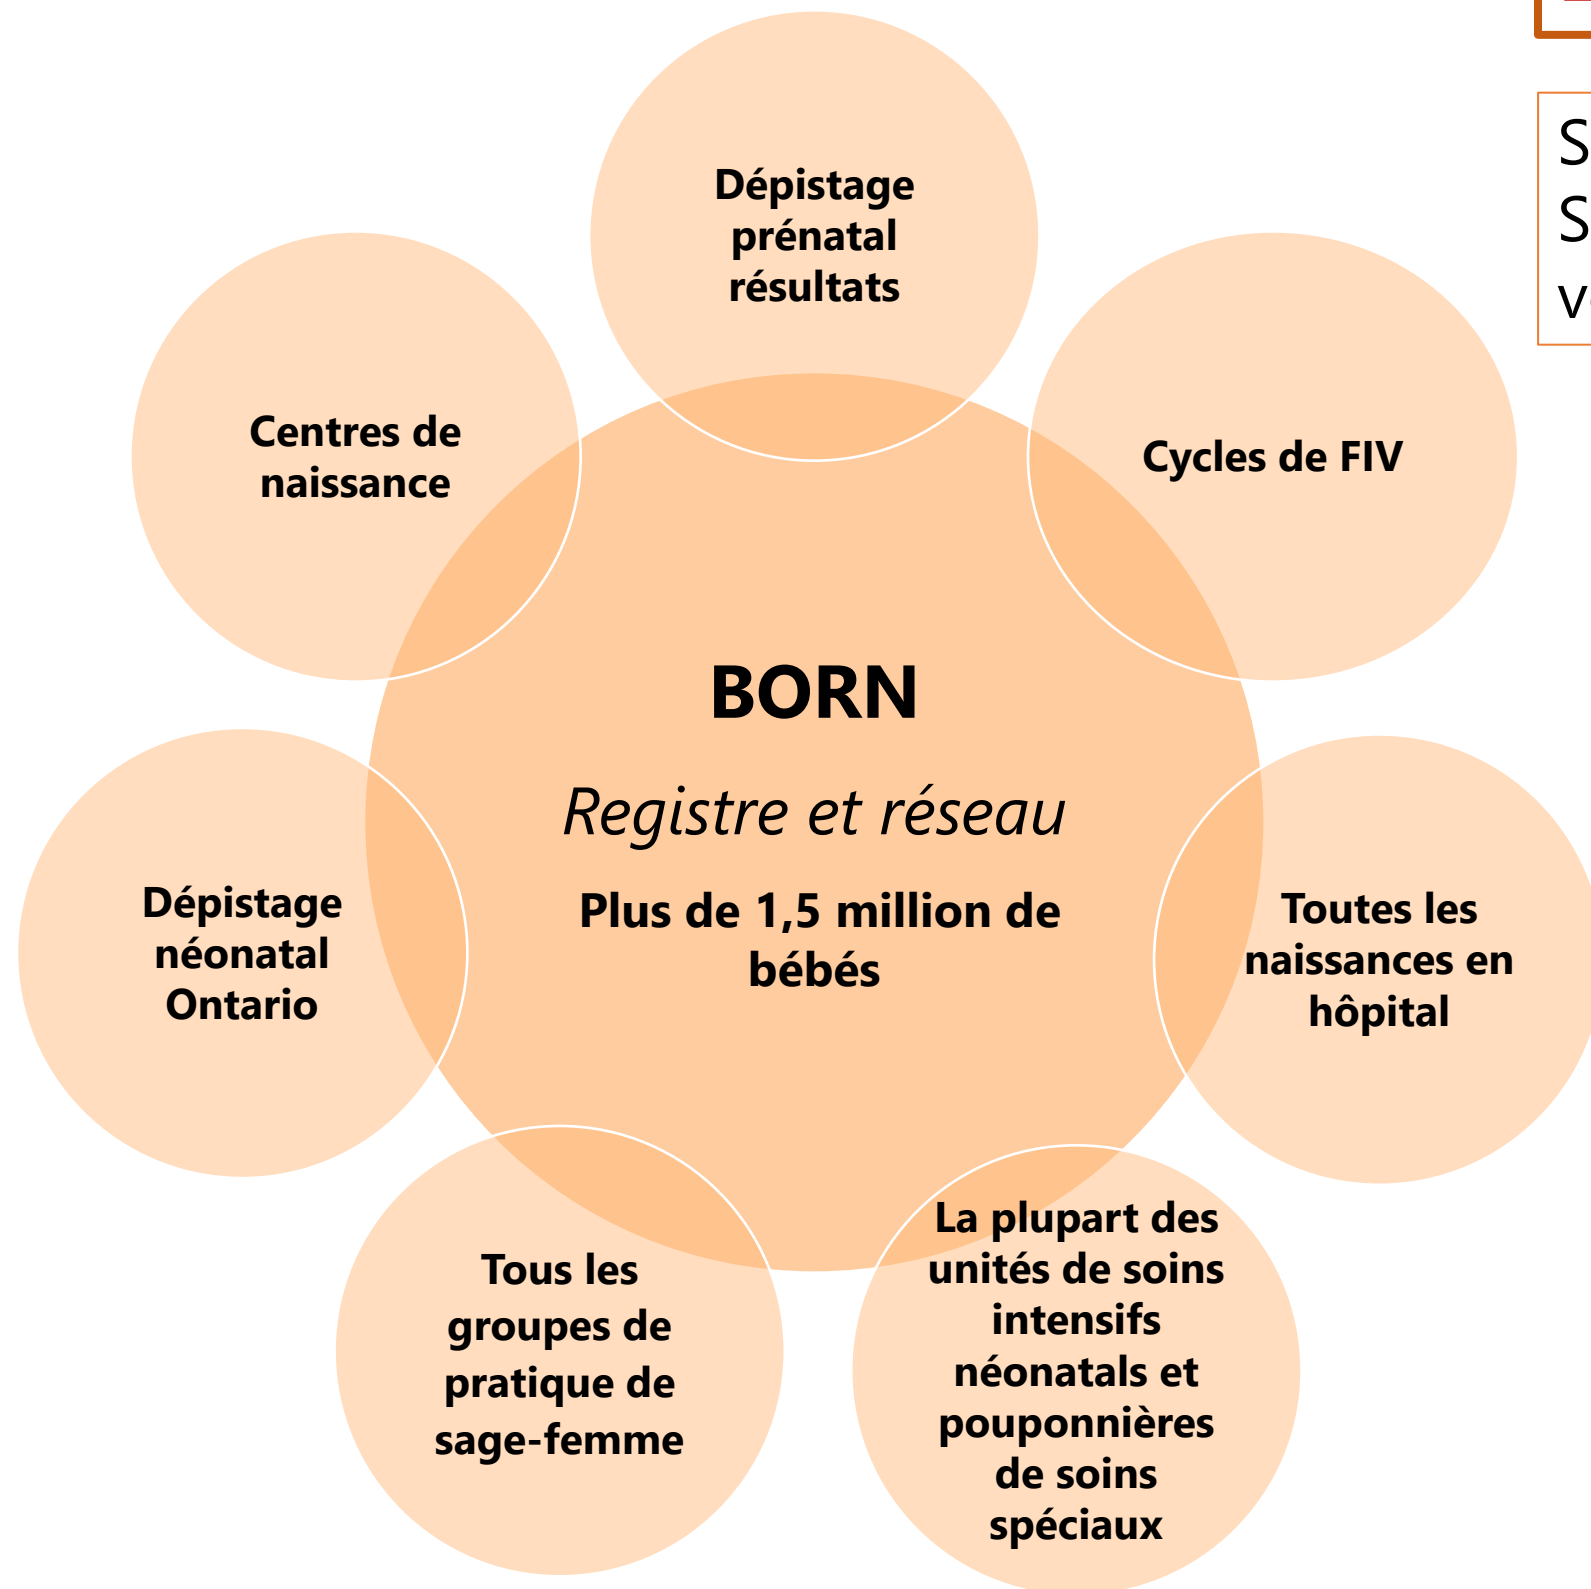 Dépistage
prénatal
résultats
Cycles de FIV
Toutes les
naissances en
hôpital
La plupart des
unités de soins
intensifs
néonatals et
pouponnières
de soins
spéciaux
Tous les
groupes de
pratique de
sage-femme
Dépistage
néonatal
Ontario
Centres de
naissance
BORN
Registre et réseau
Plus de 1,5 million de
bébés